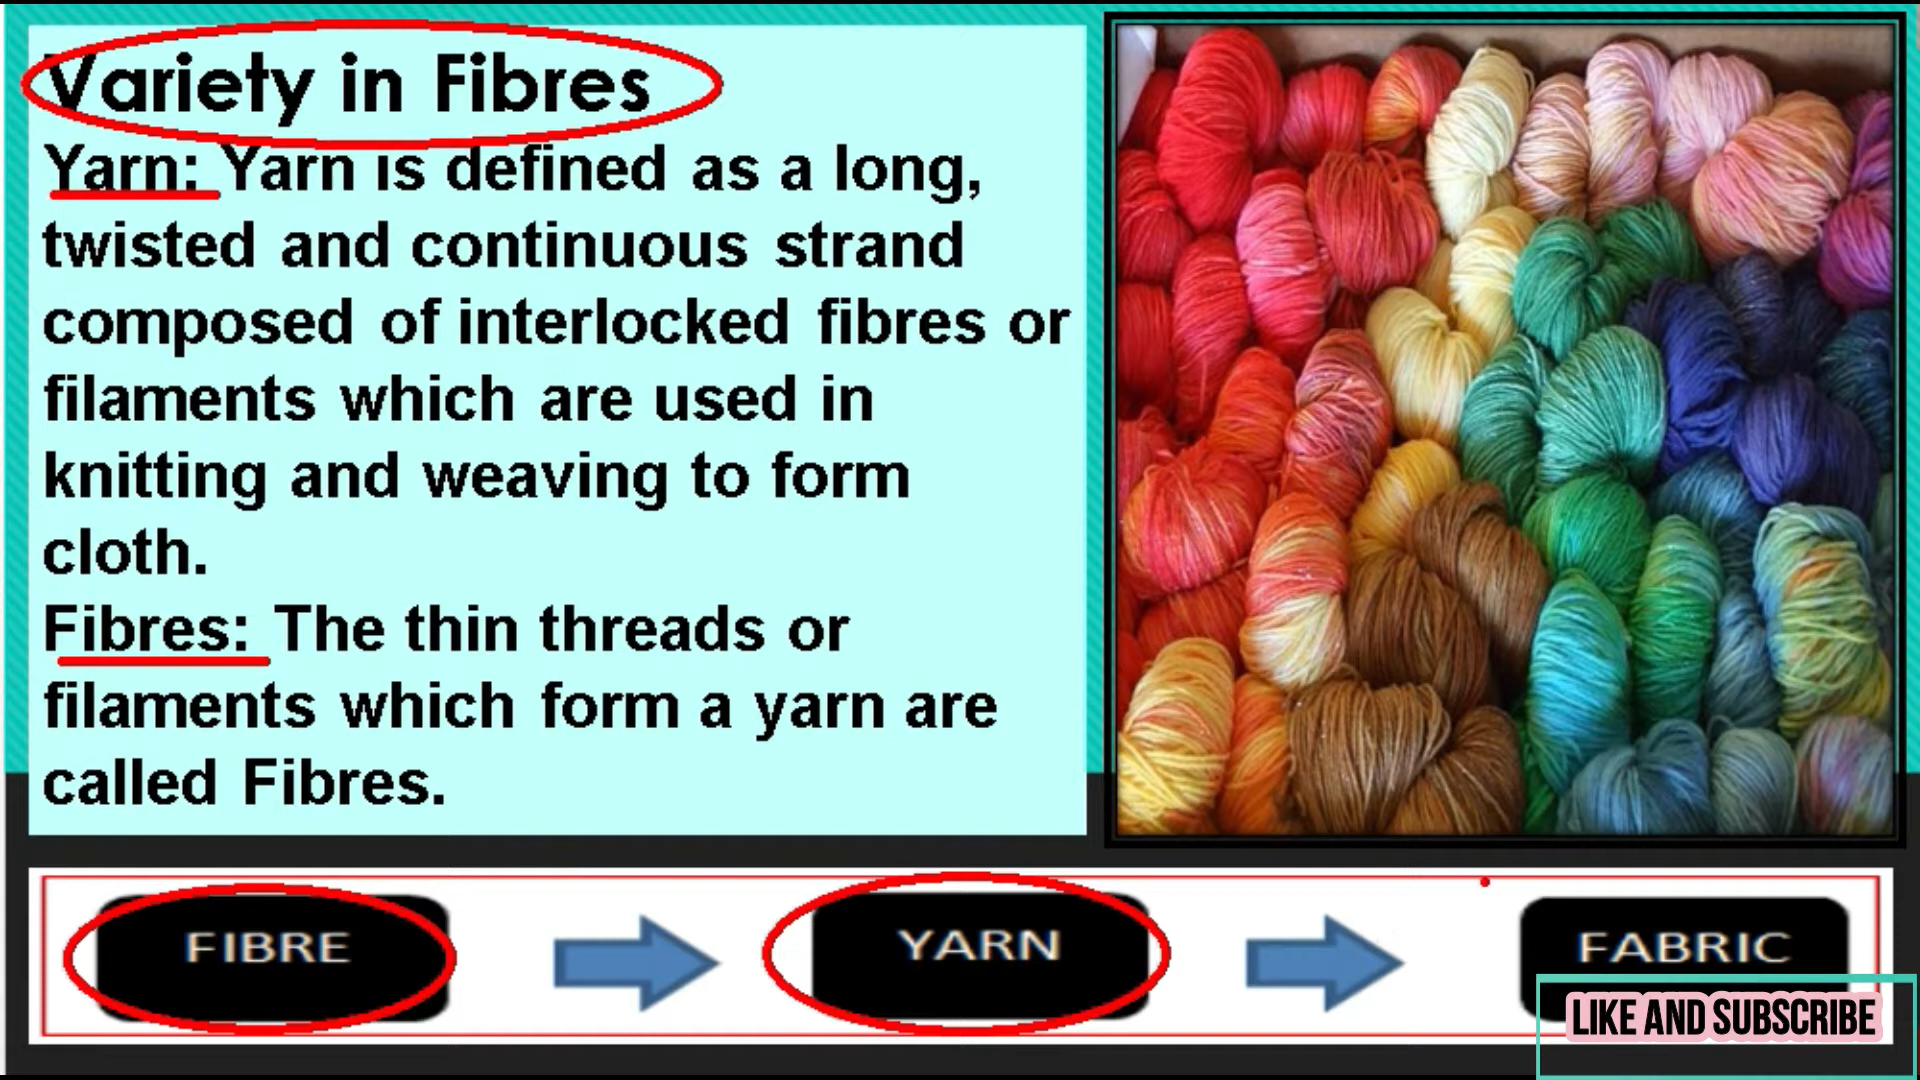 Variety in Fibres
Yarn: Yarn is defined as a long,
twisted and continuous strand
composed of interlocked fibres or
filaments which are used in
knitting and weaving to form
cloth.
Fibres: The thin threads or
filaments which form a yarn are
called Fibres.
FIBRE
YARN
FABRIC
LIKE AND SUBSCRIBE